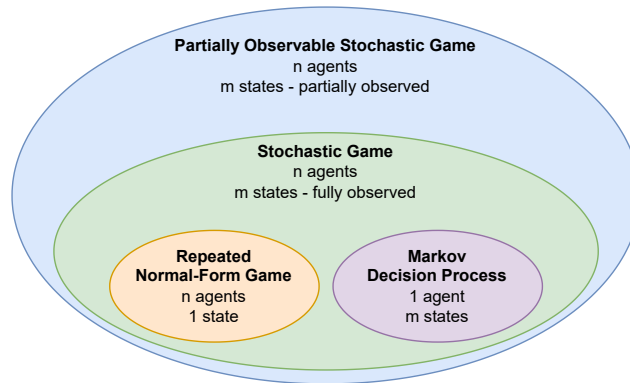 Partially Observable Stochastic Game
n agents
m states - partially observed
Stochastic Game
n agents
m states - fully observed
Repeated
Normal-Form Game
n agents
1 state
Markov
Decision Process
1 agent
m states